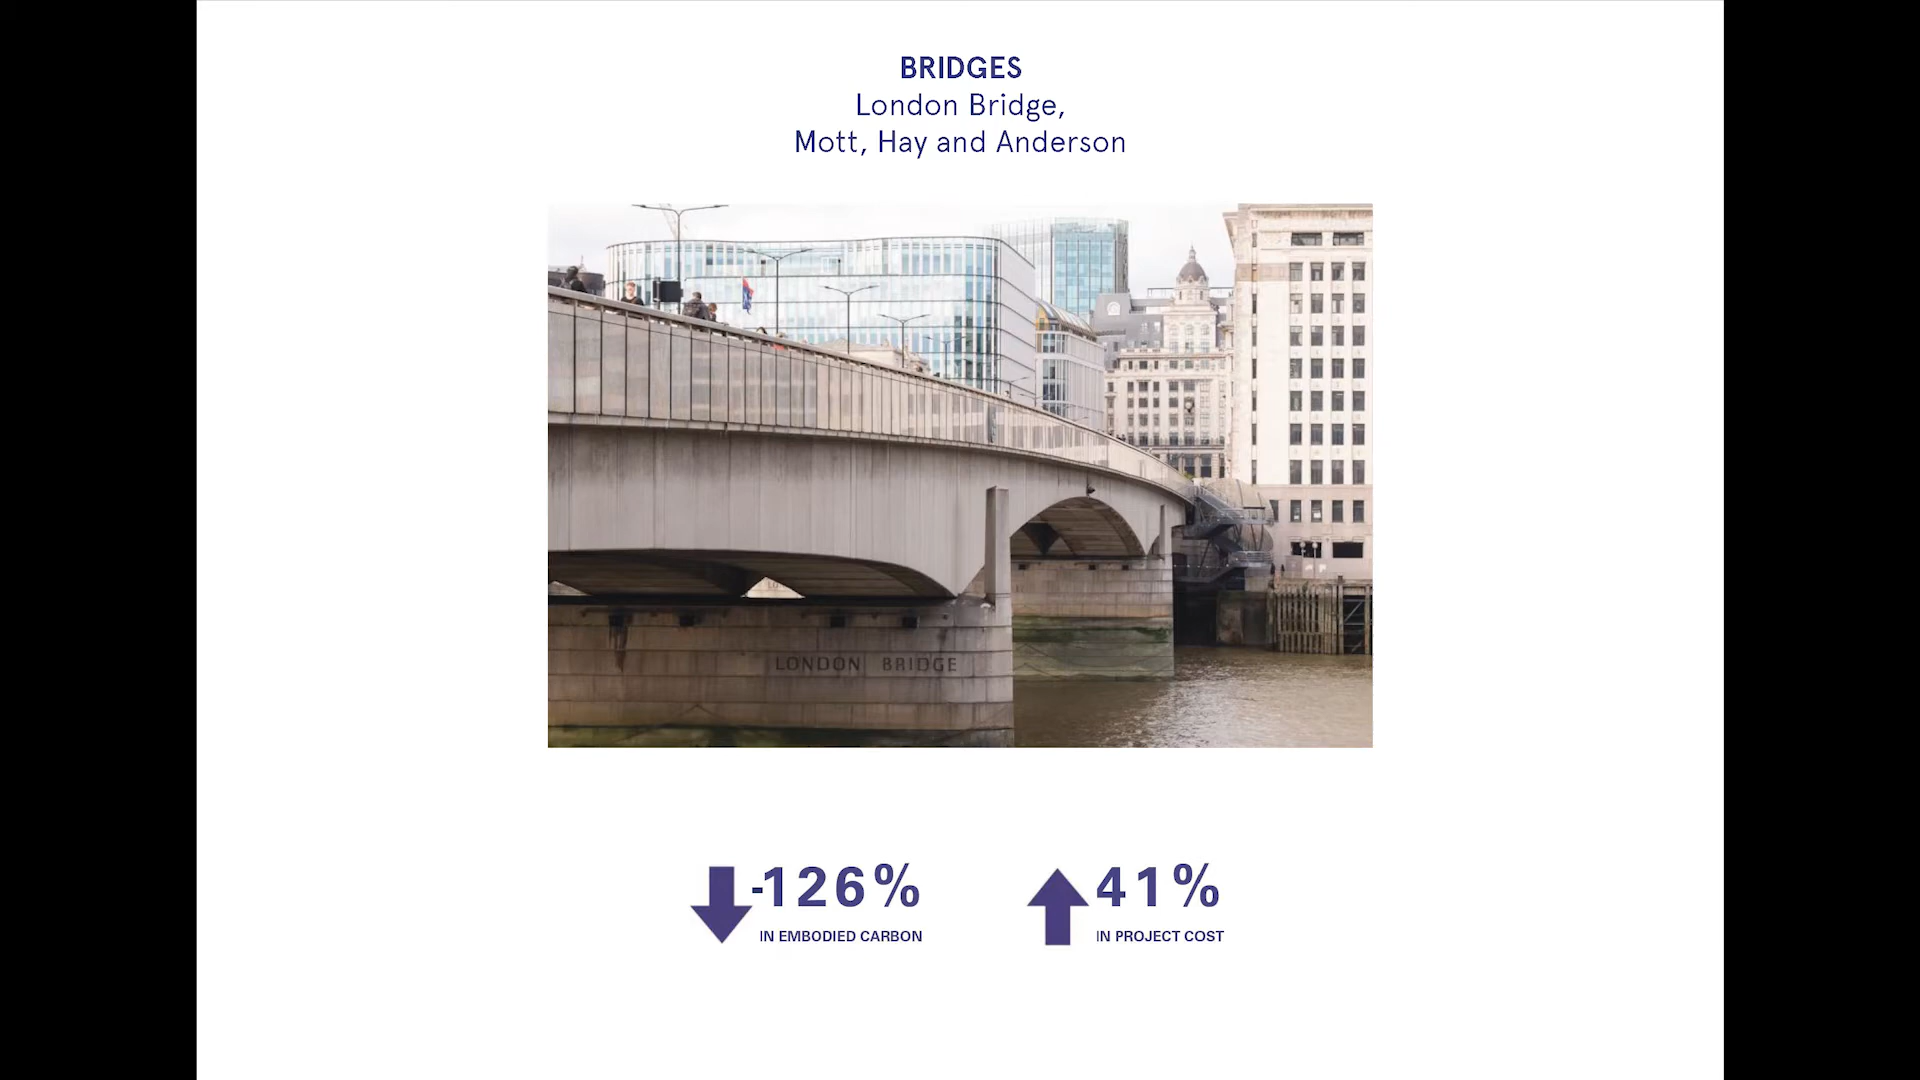 BRIDGES
London Bridge,
Mott, Hay and Anderson
LONDON BRIDGE
-126%
IN EMBODIED CARBON
41%
IN PROJECT COST